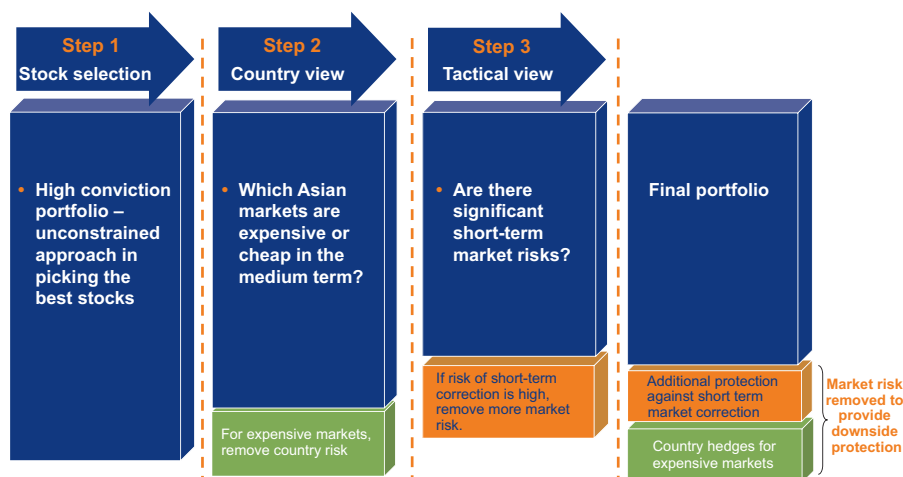 Step 1
Stock selection
Step 2
Country view
Step 3
Tactical view
• High conviction
portfolio –
unconstrained
approach in
picking the
best stocks
• Which Asian
markets are
expensive or
cheap in the
medium term?
For expensive markets,
remove country risk
• Are there
significant
short-term
market risks?
If risk of short-term
correction is high,
remove more market
risk.
Final portfolio
Additional protection
against short term
market correction
Country hedges for
expensive markets
Market risk
removed to
provide
downside
protection